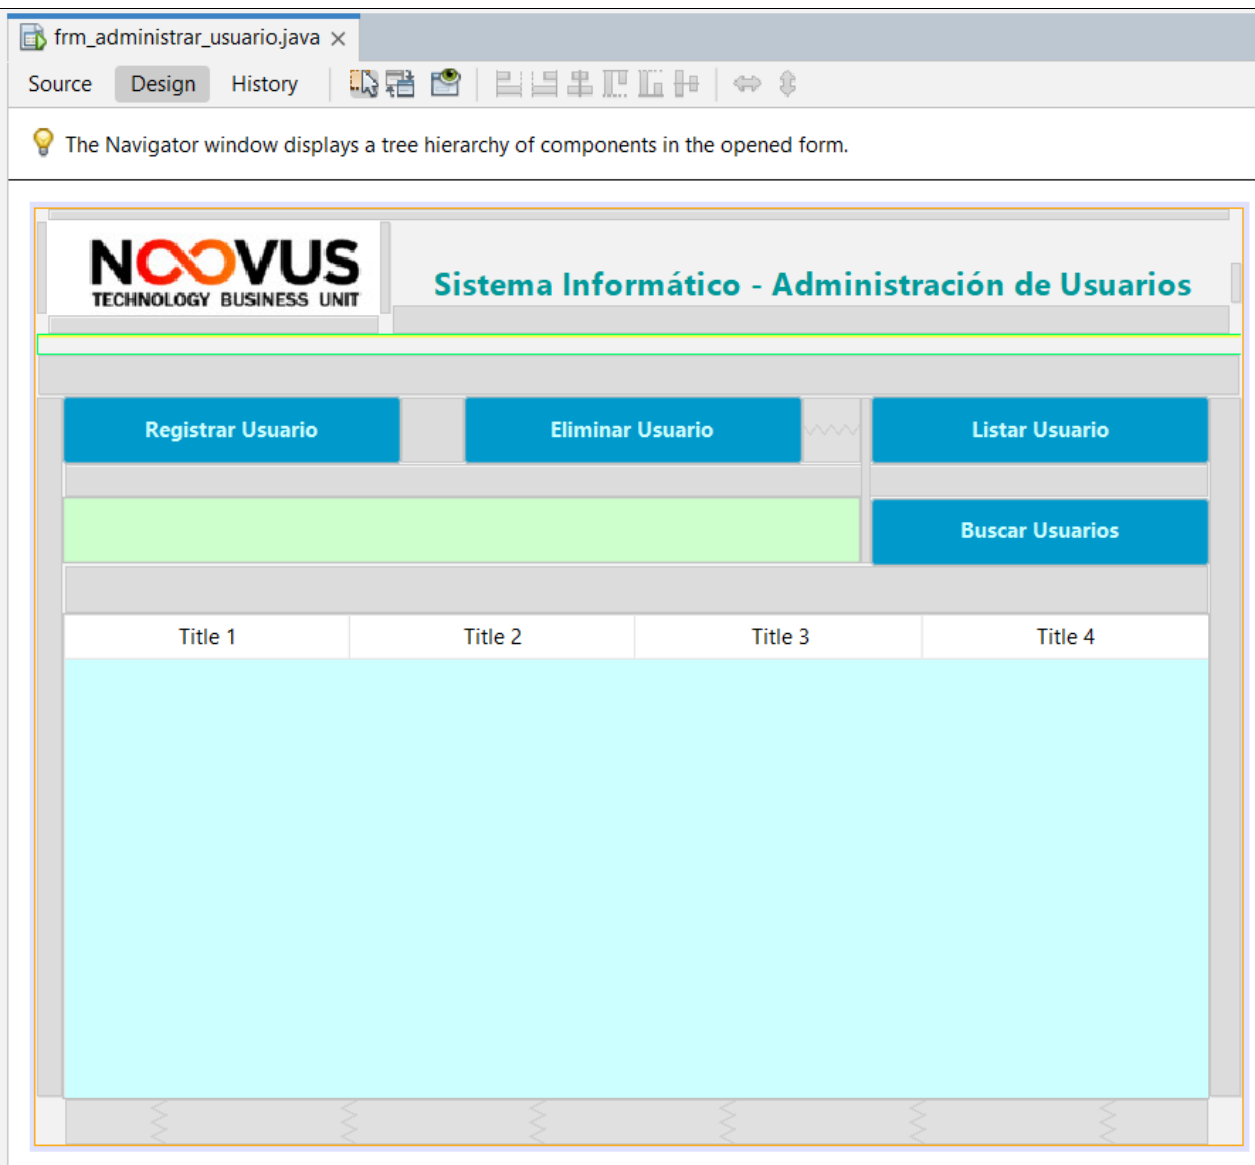 frm_administrar_usuario.java
Source Design History
The Navigator window displays a tree hierarchy of components in the opened form.
NOOVUS
TECHNOLOGY BUSINESS UNIT
Sistema Informático - Administración de Usuarios
Registrar Usuario Eliminar Usuario Listar Usuario
Buscar Usuarios
Title 1 Title 2 Title 3 Title 4